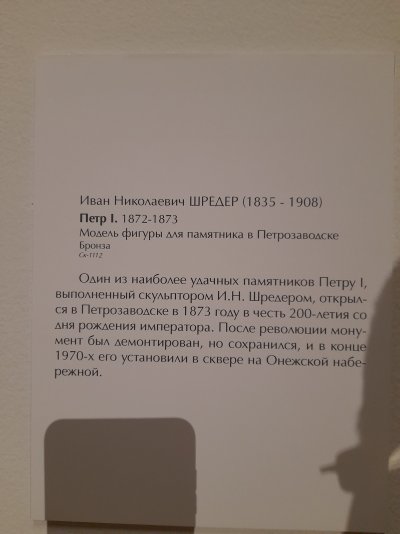 Иван Николаевич ШРЕДЕР (1835 - 1908)
Петр I. 1872-1873
Модель фигуры для памятника в Петрозаводске
Бронза
Ск-1112
Один из наиболее удачных памятников Петру I,
выполненный скульптором И.Н. Шредером, открыл-
ся в Петрозаводске в 1873 году в честь 200-летия со
дня рождения императора. После революции мону-
мент был демонтирован, но сохранился, и в конце
1970-х его установили в сквере на Онежской набе-
режной.